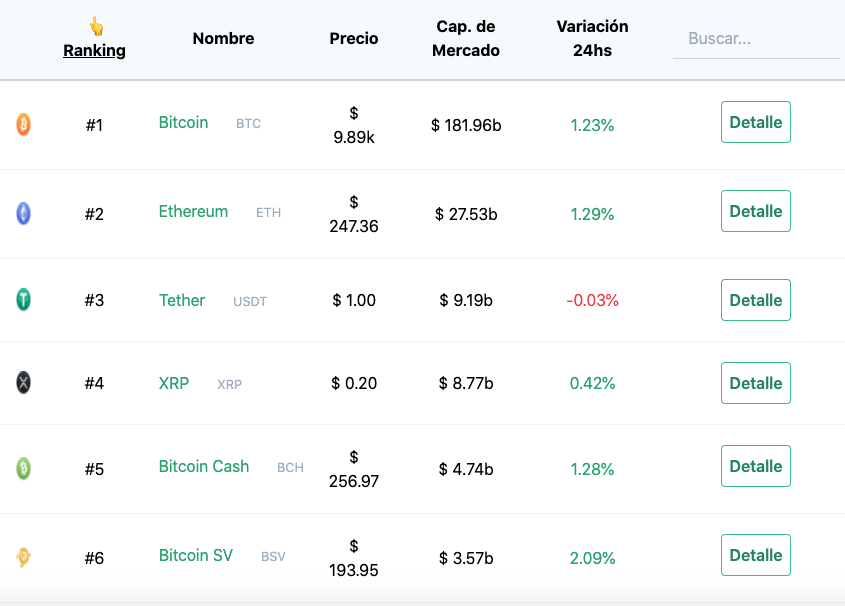 👆
Ranking
Nombre
Precio
Cap. de
Mercado
Variación
24hs
Buscar...
#1
Bitcoin BTC
$
9.89k
$ 181.96b
1.23%
Detalle
#2
Ethereum ETH
$
247.36
$ 27.53b
1.29%
Detalle
#3
Tether USDT
$ 1.00
$ 9.19b
-0.03%
Detalle
#4
XRP XRP
$ 0.20
$ 8.77b
0.42%
Detalle
#5
Bitcoin Cash BCH
$
256.97
$ 4.74b
1.28%
Detalle
#6
Bitcoin SV BSV
$
193.95
$ 3.57b
2.09%
Detalle